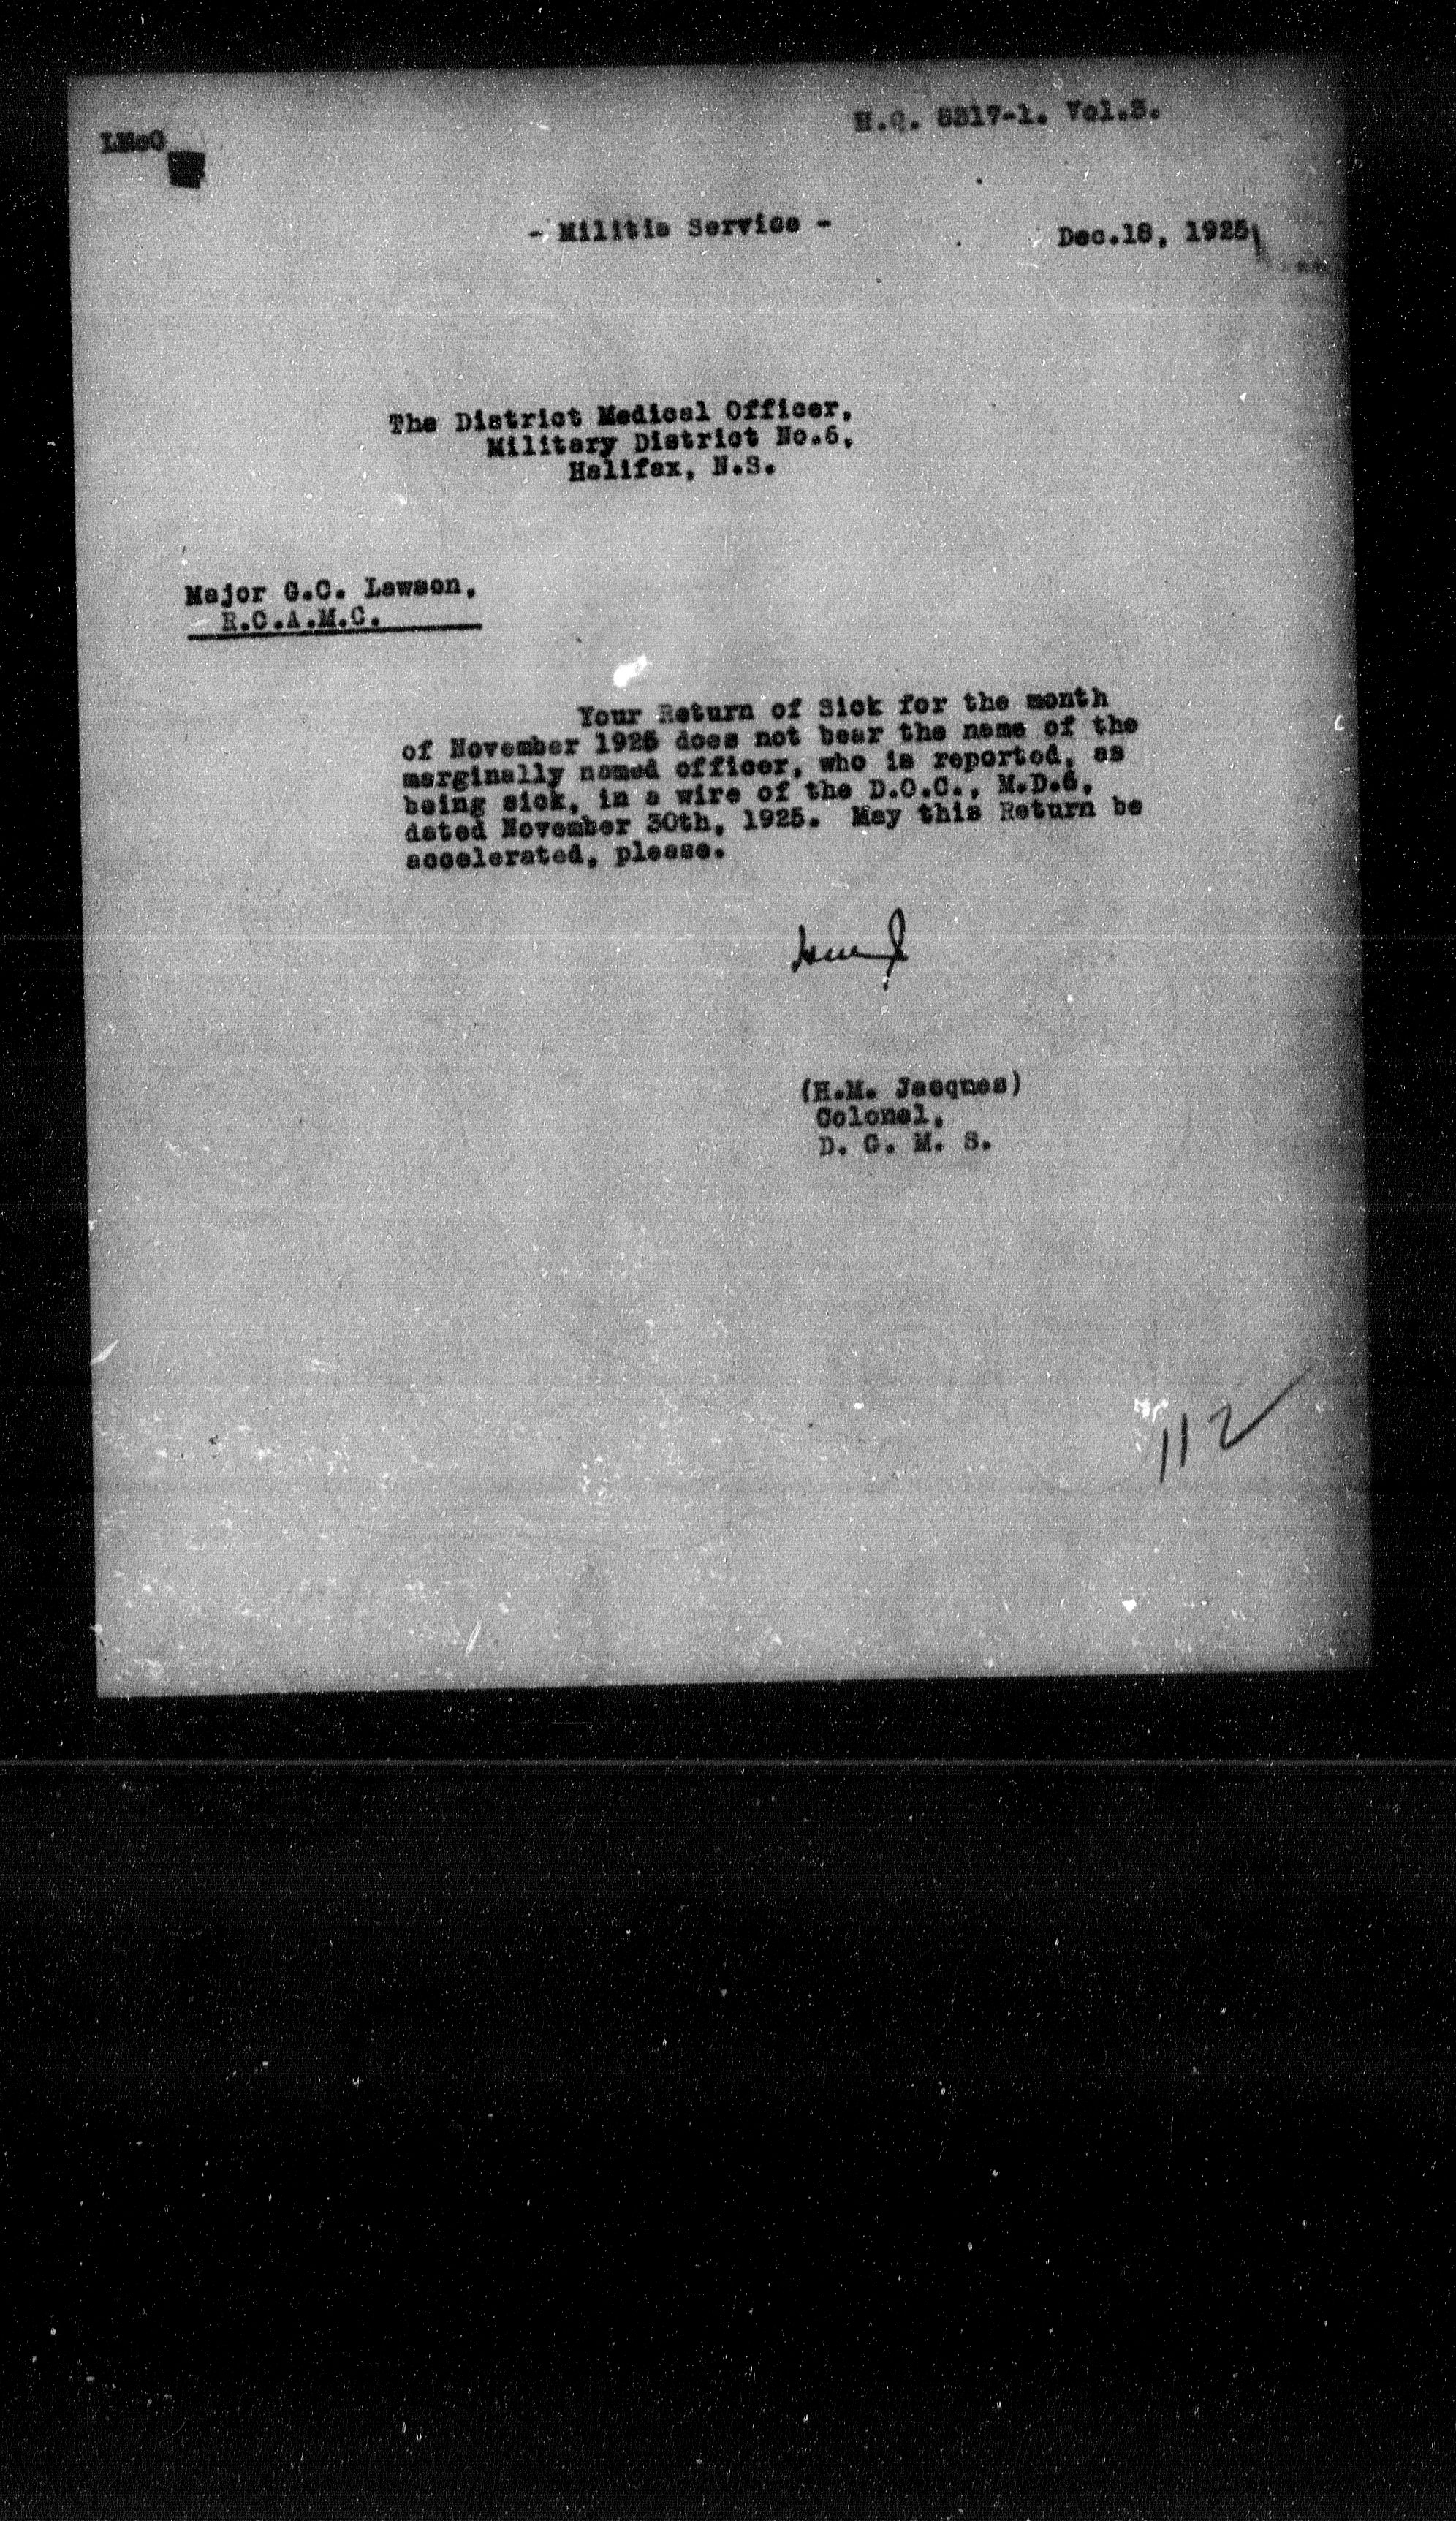 H.Q. 8317-1. Vol.3.
LMcG
- Militia Service -
Dec.18, 1925
The District Medical Officer,
Military District No.6,
Halifax, N.S.
Major G.C. Lawson,
R.C.A.M.C.
Your Return of Sick for the month
of November 1925 does not bear the name of the
marginally named officer, who is reported, as
being sick, in a wire of the D.O.C., M.D.6,
dated November 30th, 1925. May this Return be
accelerated, please.
(H.M. Jacques)
Colonel,
D. G. M. S.
112